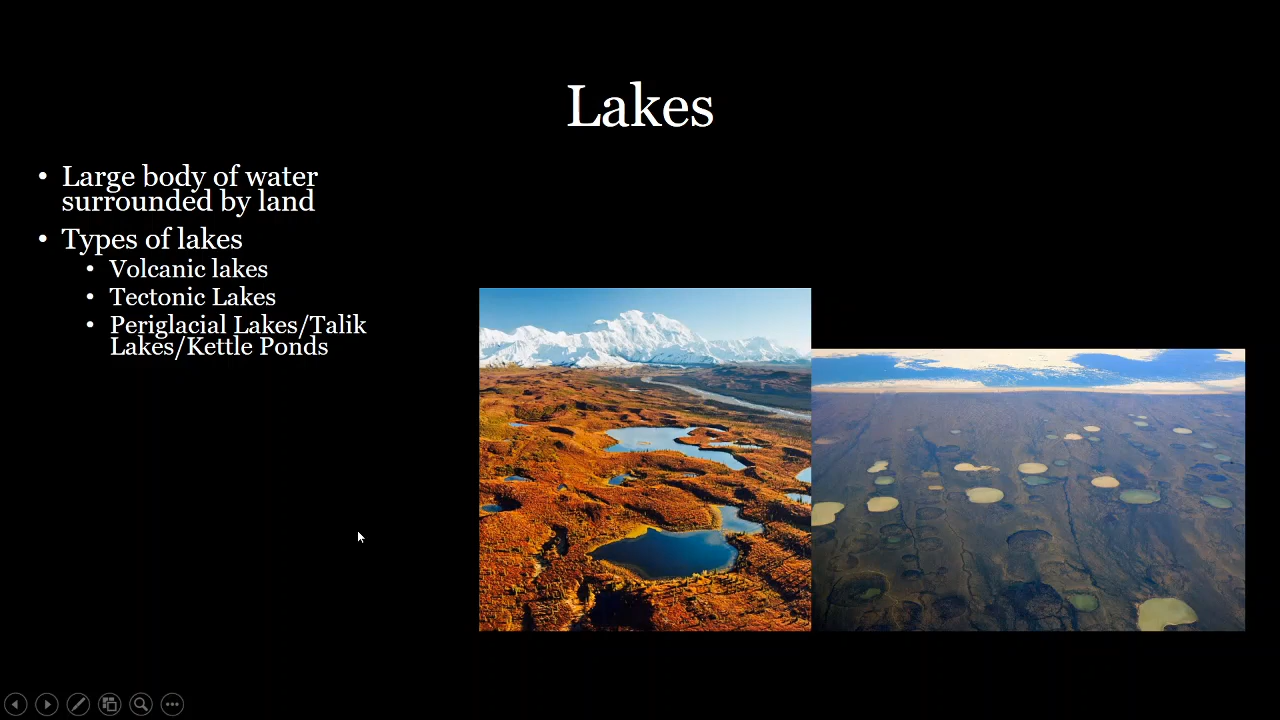 Lakes
• Large body of water
surrounded by land
• Types of lakes
• Volcanic lakes
• Tectonic Lakes
• Periglacial Lakes/Talik
Lakes/Kettle Ponds